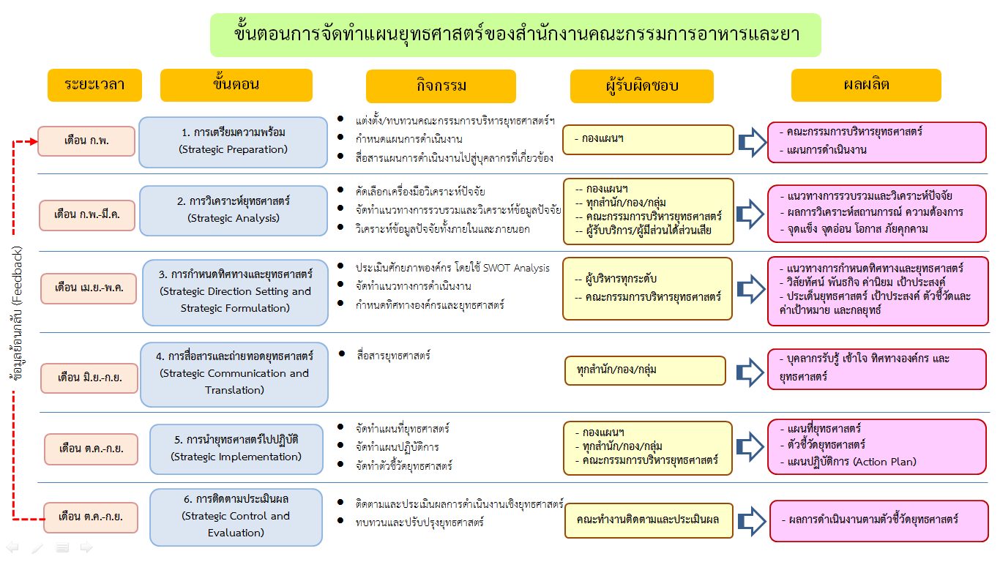 ขั้นตอนการจัดทำแผนยุทธศาสตร์ของสำนักงานคณะกรรมการอาหารและยา
ระยะเวลา
ขั้นตอน
กิจกรรม
ผู้รับผิดชอบ
ผลผลิต
เดือน ก.พ.
1. การเตรียมความพร้อม
(Strategic Preparation)
● แต่งตั้ง/ทบทวนคณะกรรมการบริหารยุทธศาสตร์ฯ
● กำหนดแผนการดำเนินงาน
● สื่อสารแผนการดำเนินงานไปสู่บุคลากรที่เกี่ยวข้อง
- กองแผนฯ
- คณะกรรมการบริหารยุทธศาสตร์
- แผนการดำเนินงาน
เดือน ก.พ.-มี.ค.
2. การวิเคราะห์ยุทธศาสตร์
(Strategic Analysis)
● คัดเลือกเครื่องมือวิเคราะห์ปัจจัย
● จัดทำแนวทางการรวบรวมและวิเคราะห์ข้อมูลปัจจัย
● วิเคราะห์ข้อมูลปัจจัยทั้งภายในและภายนอก
-- กองแผนฯ
-- ทุกสำนัก/กอง/กลุ่ม
-- คณะกรรมการบริหารยุทธศาสตร์
-- ผู้รับบริการ/ผู้มีส่วนได้ส่วนเสีย
- แนวทางการรวบรวมและวิเคราะห์ปัจจัย
- ผลการวิเคราะห์สถานการณ์ ความต้องการ
- จุดแข็ง จุดอ่อน โอกาส ภัยคุกคาม
เดือน เม.ย.-พ.ค.
3. การกำหนดทิศทางและยุทธศาสตร์
(Strategic Direction Setting and
Strategic Formulation)
● ประเมินศักยภาพองค์กร โดยใช้ SWOT Analysis
● จัดทำแนวทางการดำเนินงาน
● กำหนดทิศทางองค์กรและยุทธศาสตร์
-- ผู้บริหารทุกระดับ
-- คณะกรรมการบริหารยุทธศาสตร์
- แนวทางการกำหนดทิศทางและยุทธศาสตร์
- วิสัยทัศน์ พันธกิจ ค่านิยม เป้าประสงค์
- ประเด็นยุทธศาสตร์ เป้าประสงค์ ตัวชี้วัดและ
ค่าเป้าหมาย และกลยุทธ์
เดือน มิ.ย.-ก.ย.
4. การสื่อสารและถ่ายทอดยุทธศาสตร์
(Strategic Communication and
Translation)
● สื่อสารยุทธศาสตร์
ทุกสำนัก/กอง/กลุ่ม
- บุคลากรรับรู้ เข้าใจ ทิศทางองค์กร และ
ยุทธศาสตร์
เดือน ต.ค.-ก.ย.
5. การนำยุทธศาสตร์ไปปฏิบัติ
(Strategic Implementation)
● จัดทำแผนที่ยุทธศาสตร์
● จัดทำแผนปฏิบัติการ
● จัดทำตัวชี้วัดยุทธศาสตร์
- กองแผนฯ
- ทุกสำนัก/กอง/กลุ่ม
- คณะกรรมการบริหารยุทธศาสตร์
- แผนที่ยุทธศาสตร์
- ตัวชี้วัดยุทธศาสตร์
- แผนปฏิบัติการ (Action Plan)
เดือน ต.ค.-ก.ย.
6. การติดตามประเมินผล
(Strategic Control and
Evaluation)
● ติดตามและประเมินผลการดำเนินงานเชิงยุทธศาสตร์
● ทบทวนและปรับปรุงยุทธศาสตร์
คณะทำงานติดตามและประเมินผล
- ผลการดำเนินงานตามตัวชี้วัดยุทธศาสตร์
ข้อมูลย้อนกลับ (Feedback)